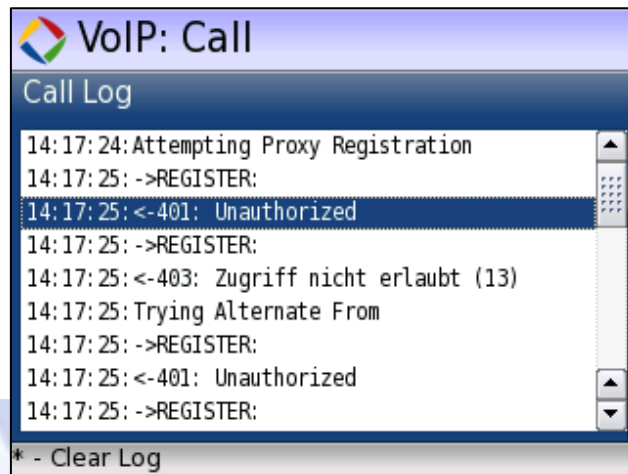 VoIP: Call
Call Log
14:17:24:Attempting Proxy Registration
14:17:25:->REGISTER:
14:17:25:<-401: Unauthorized
14:17:25:->REGISTER:
14:17:25:<-403: Zugriff nicht erlaubt (13)
14:17:25:Trying Alternate From
14:17:25:->REGISTER:
14:17:25:<-401: Unauthorized
14:17:25:->REGISTER:
* - Clear Log